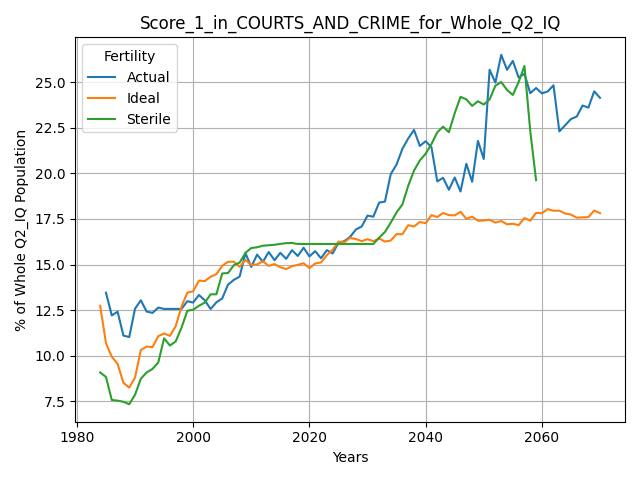 Score_1_in_COURTS_AND_CRIME_for_Whole_Q2_IQ
Fertility
Actual
Ideal
Sterile
% of Whole Q2_IQ Population
25.0
22.5
20.0
17.5
15.0
12.5
10.0
7.5
1980
2000
2020
2040
2060
Years